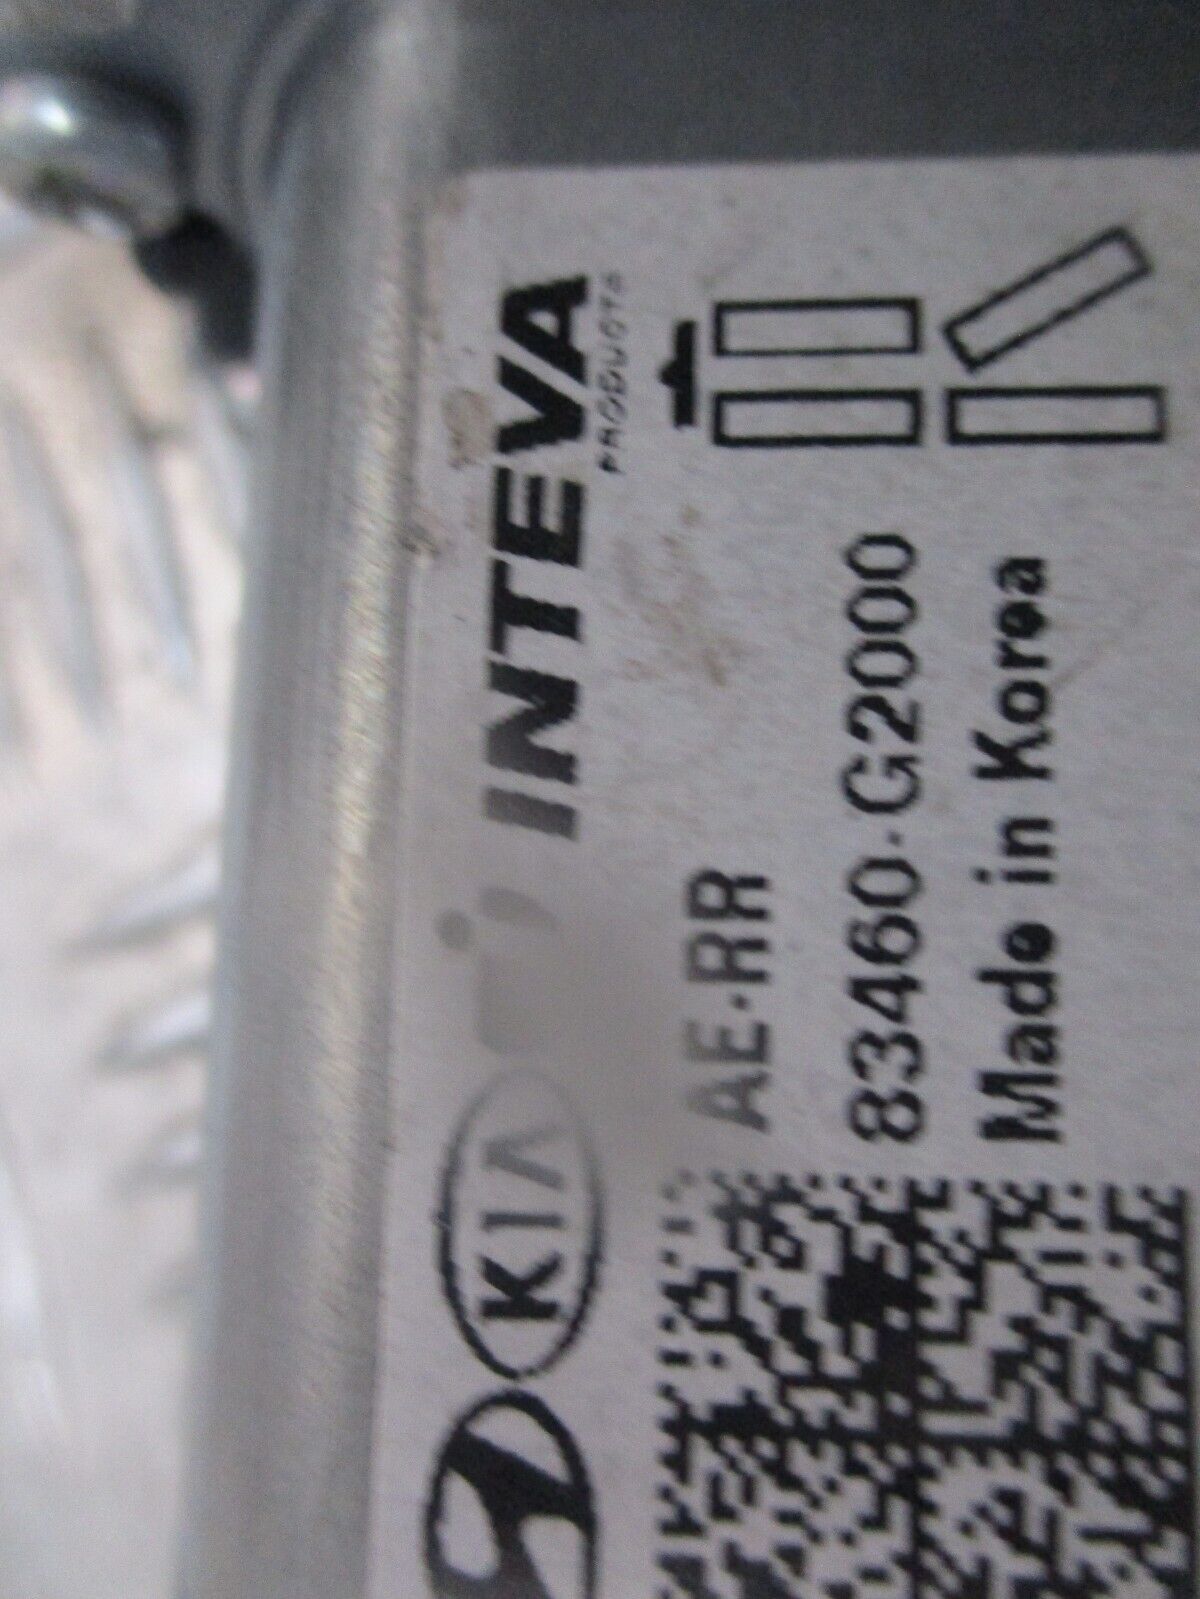 KIA INTEVA
PRODUCTS
AE-RR
83460-G2000
Made in Korea